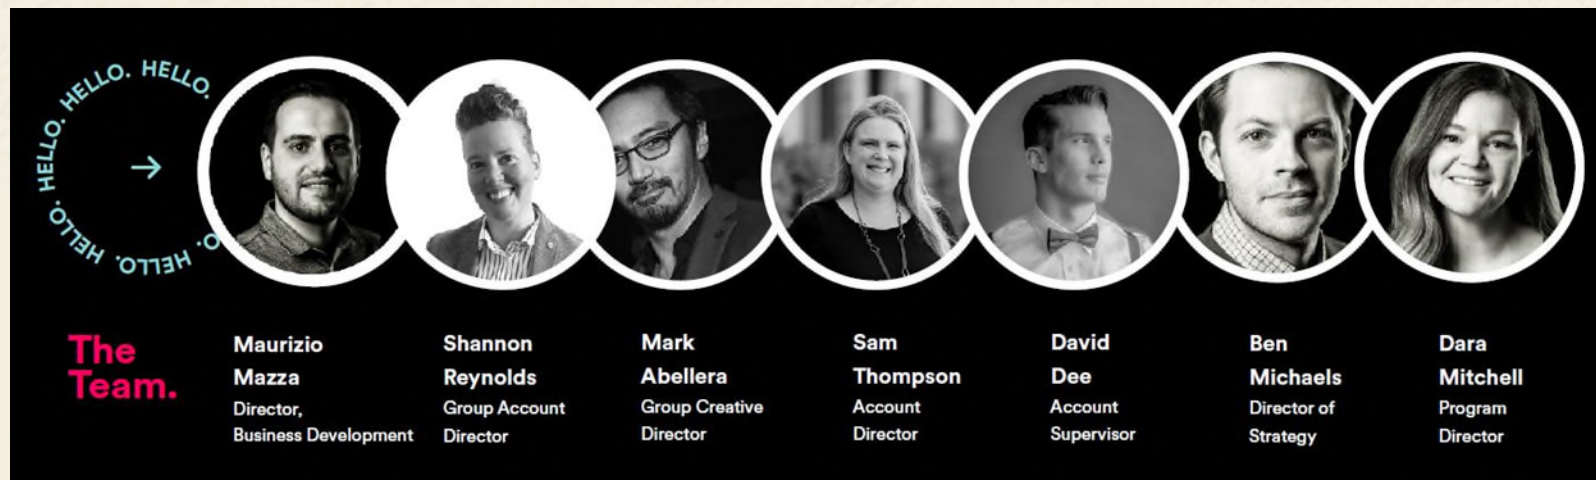 HELLO. HELLO. HELLO. HELLO. HELLO. HELLO. O.
The
Team.
Maurizio
Mazza
Director,
Business Development
Shannon
Reynolds
Group Account
Director
Mark
Abellera
Group Creative
Director
Sam
Thompson
Account
Director
David
Dee
Account
Supervisor
Ben
Michaels
Director of
Strategy
Dara
Mitchell
Program
Director